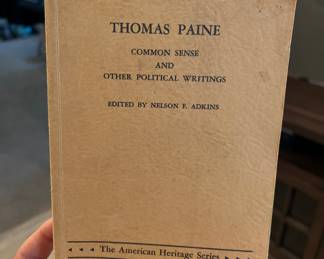 THOMAS PAINE
COMMON SENSE
AND
OTHER POLITICAL WRITINGS
EDITED BY NELSON F. ADKINS
The American Heritage Series